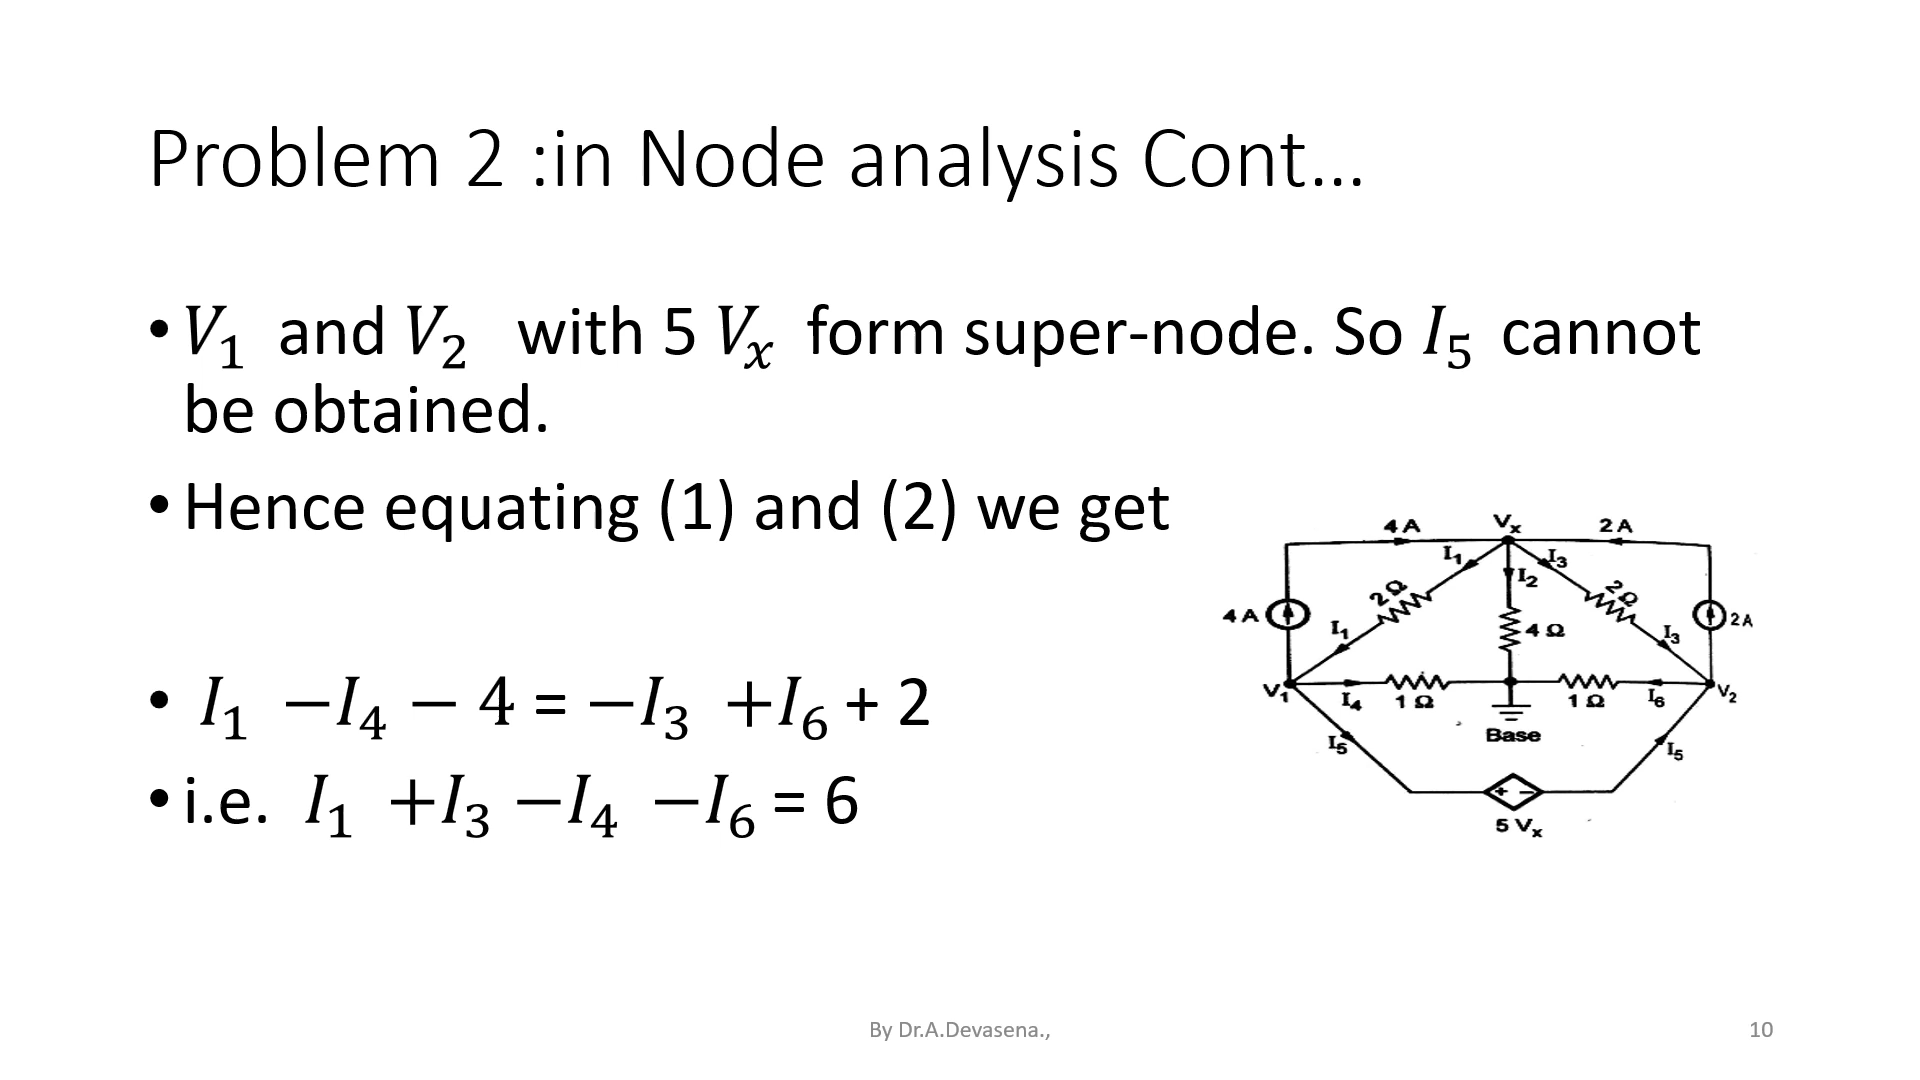 Problem 2 :in Node analysis Cont…
• V₁ and V₂ with 5 Vₓ form super-node. So I₅ cannot
be obtained.
• Hence equating (1) and (2) we get
• I₁ −I₄ − 4 = −I₃ +I₆ + 2
• i.e. I₁ +I₃ −I₄ −I₆ = 6
4 A Vₓ 2 A
I₁ I₃
I₂
2 Ω 2 Ω
4 A I₁ 4 Ω I₃ 2 A
V₁ I₄ 1 Ω 1 Ω I₆ V₂
I₅ Base I₅
+ −
5 Vₓ
By Dr.A.Devasena., 10